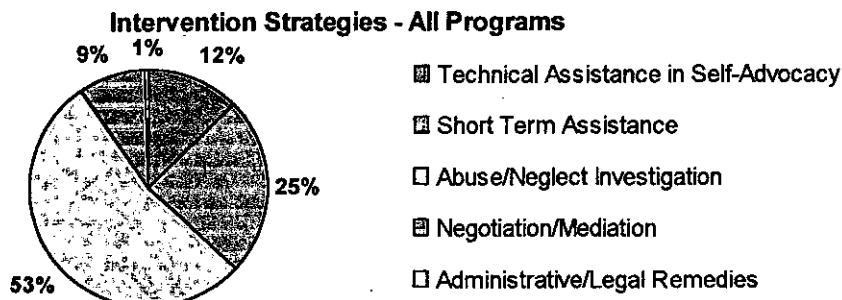 Intervention Strategies - All Programs
9% 1% 12%
Technical Assistance in Self-Advocacy
Short Term Assistance
Abuse/Neglect Investigation
25%
Negotiation/Mediation
53%
Administrative/Legal Remedies